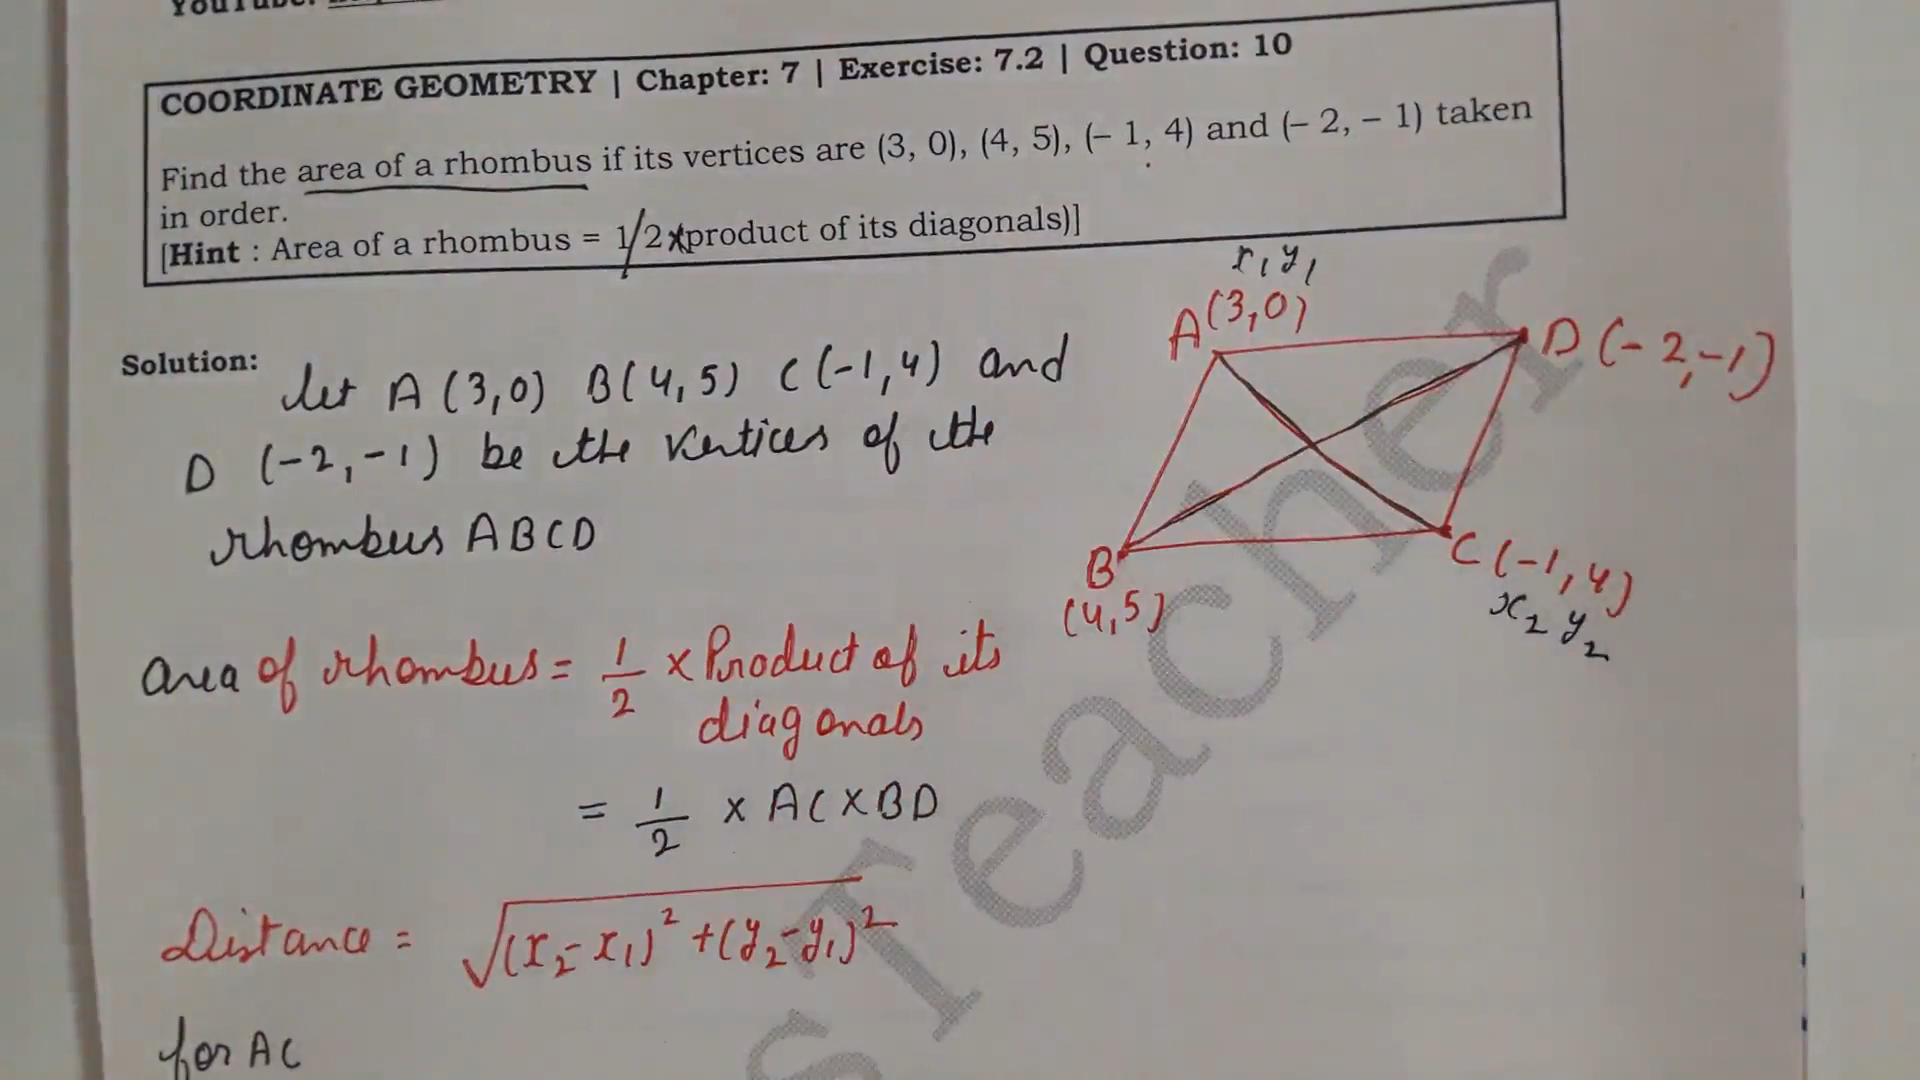 YouTube:
COORDINATE GEOMETRY | Chapter: 7 | Exercise: 7.2 | Question: 10
Find the area of a rhombus if its vertices are (3, 0), (4, 5), (– 1, 4) and (– 2, – 1) taken
in order.
[Hint : Area of a rhombus = 1/2×(product of its diagonals)]
Solution:
let A (3,0) B(4,5) C(-1,4) and
D (-2,-1) be the vertices of the
rhombus ABCD
x₁ y₁
A(3,0)
D(-2,-1)
B
(4,5)
C(-1,4)
x₂ y₂
area of rhombus = 1/2 × Product of its
diagonals
= 1/2 × AC×BD
Distance = √(x₂-x₁)²+(y₂-y₁)²
for AC
sTeacher